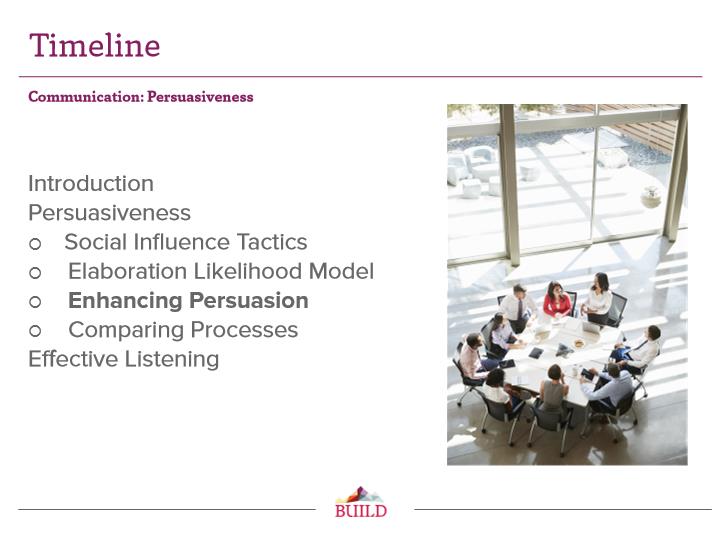 Timeline
Communication: Persuasiveness
Introduction
Persuasiveness
○ Social Influence Tactics
○ Elaboration Likelihood Model
○ Enhancing Persuasion
○ Comparing Processes
Effective Listening
BUILD